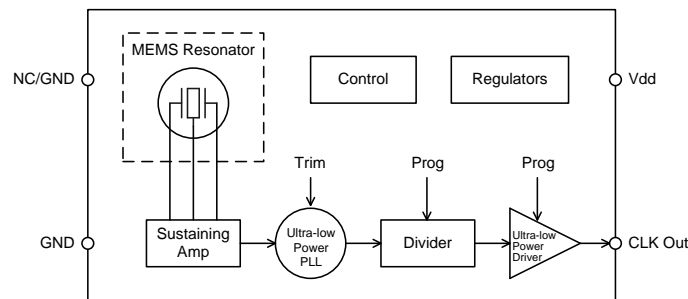 MEMS Resonator
NC/GND
Control
Regulators
Vdd
Trim
Prog
Prog
GND
Sustaining
Amp
Ultra-low
Power
PLL
Divider
Ultra-low
Power
Driver
CLK Out